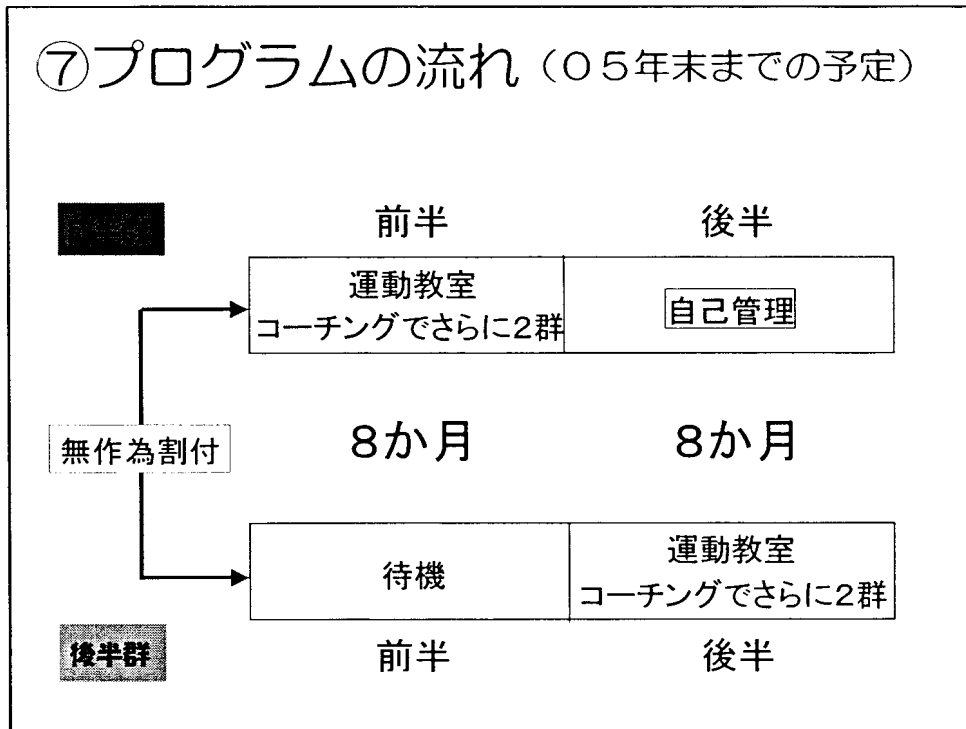 ⑦プログラムの流れ（０５年末までの予定）
前半 後半
運動教室
コーチングでさらに２群
自己管理
無作為割付
８か月 ８か月
待機
運動教室
コーチングでさらに２群
後半群
前半 後半